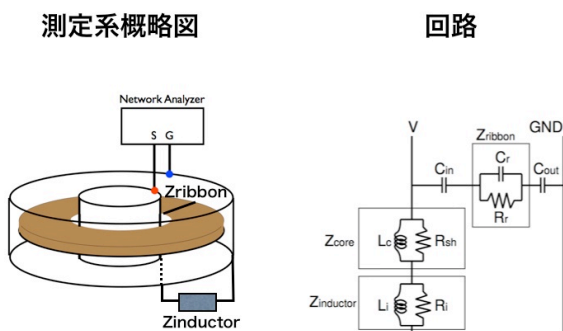 測定系概略図
回路
Network Analyzer
S G
Zribbon
Zinductor
V
GND
Zribbon
Cr
Cin
Cout
Rr
Zcore
Lc
Rsh
Zinductor
Li
Ri